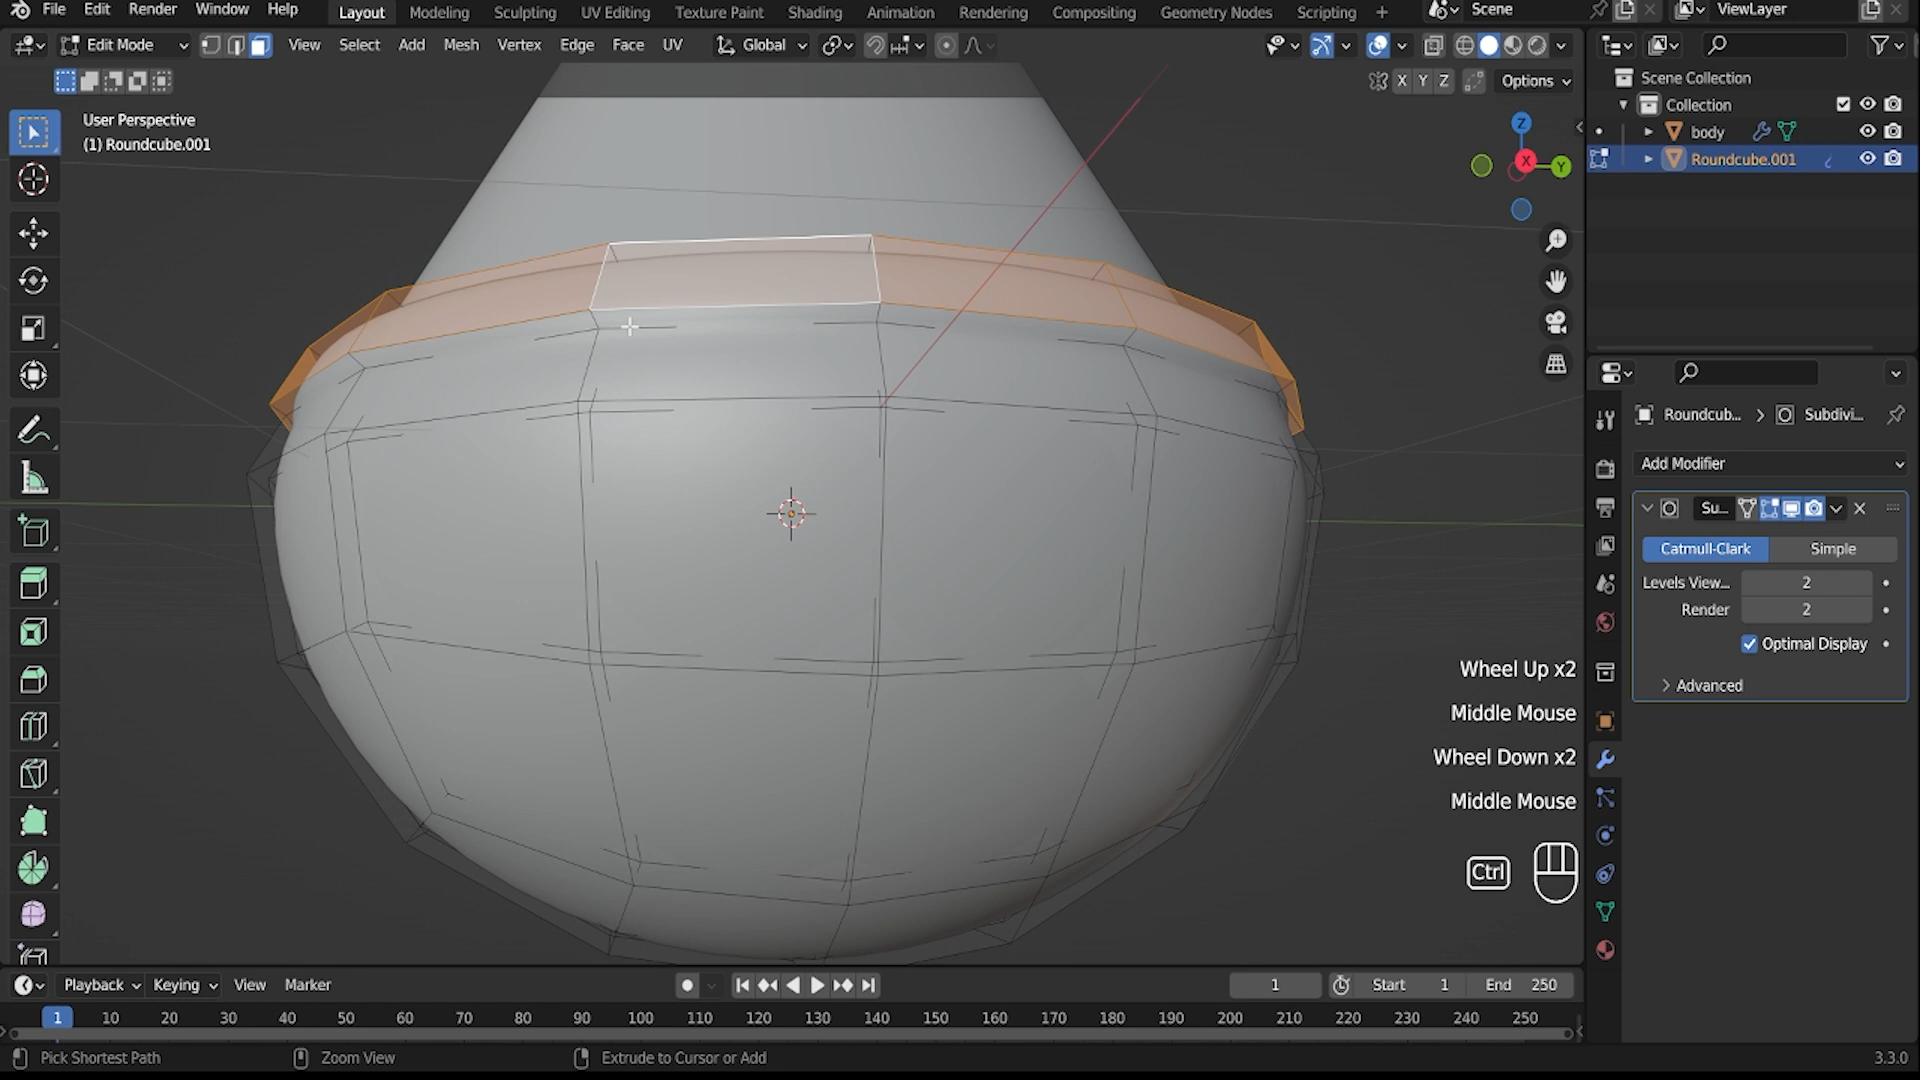 File Edit Render Window Help Layout Modeling Sculpting UV Editing Texture Paint Shading Animation Rendering Compositing Geometry Nodes Scripting + Scene ViewLayer
Edit Mode View Select Add Mesh Vertex Edge Face UV Global
X Y Z Options
User Perspective
(1) Roundcube.001
Z
X
Y
Scene Collection
Collection
body
Roundcube.001
Roundcub... > Subdivi...
Add Modifier
Su...
Catmull-Clark Simple
Levels View... 2
Render 2
Optimal Display
Advanced
Wheel Up x2
Middle Mouse
Wheel Down x2
Middle Mouse
Ctrl
Playback Keying View Marker 1 Start 1 End 250
1 10 20 30 40 50 60 70 80 90 100 110 120 130 140 150 160 170 180 190 200 210 220 230 240 250
Pick Shortest Path Zoom View Extrude to Cursor or Add 3.3.0